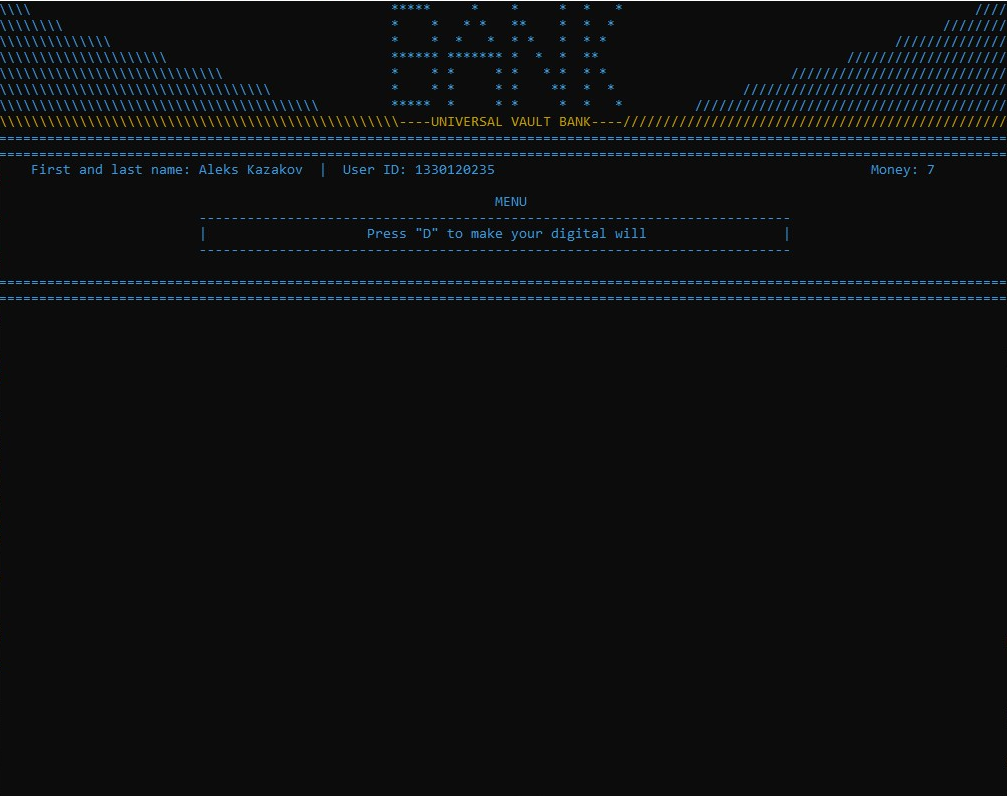 BANK
----UNIVERSAL VAULT BANK----
First and last name: Aleks Kazakov | User ID: 1330120235 Money: 7
MENU
| Press "D" to make your digital will |